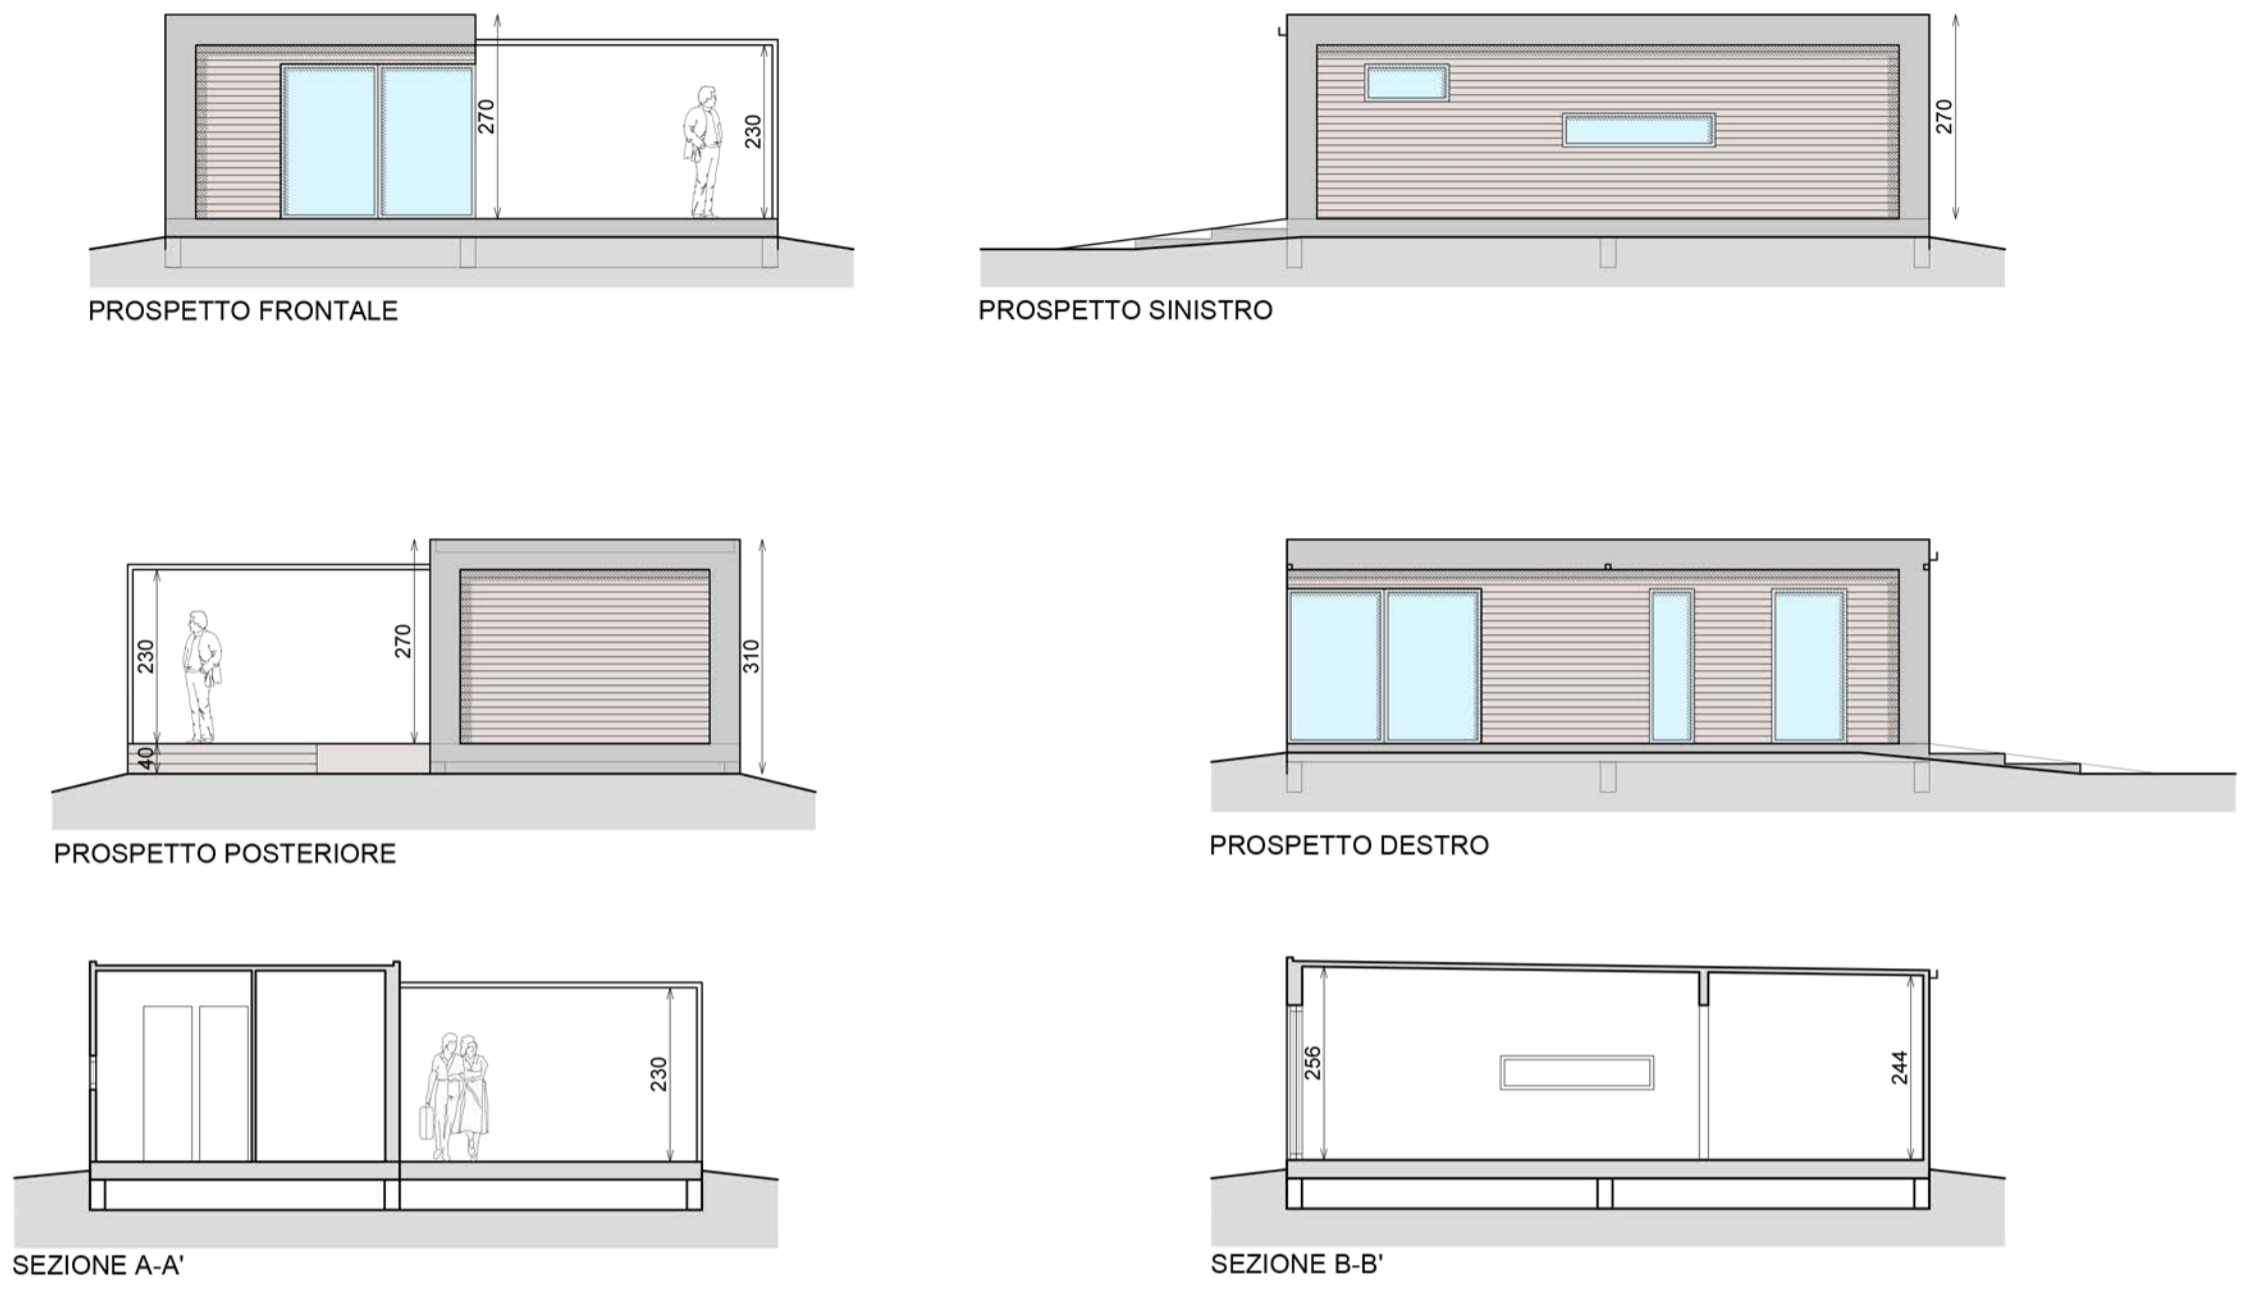 270
230
PROSPETTO FRONTALE
270
PROSPETTO SINISTRO
230
40
270
310
PROSPETTO POSTERIORE
PROSPETTO DESTRO
230
SEZIONE A-A'
256
244
SEZIONE B-B'